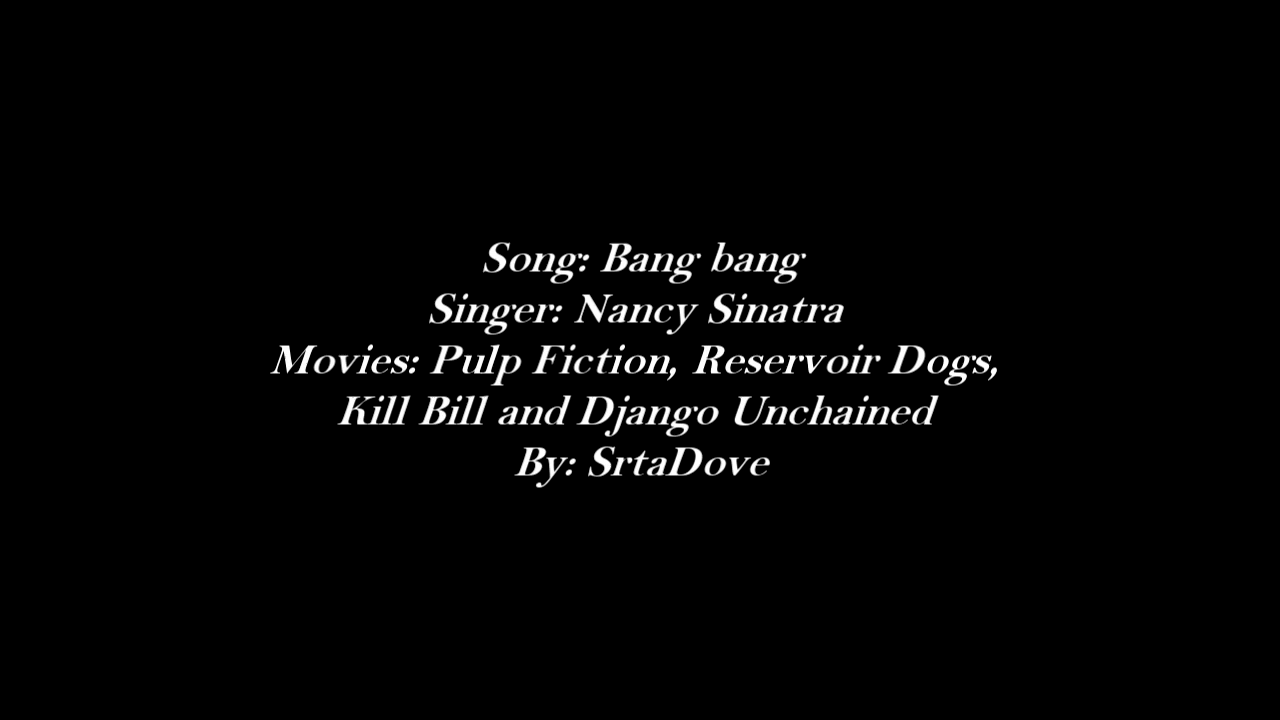 Song: Bang bang
Singer: Nancy Sinatra
Movies: Pulp Fiction, Reservoir Dogs,
Kill Bill and Django Unchained
By: SrtaDove